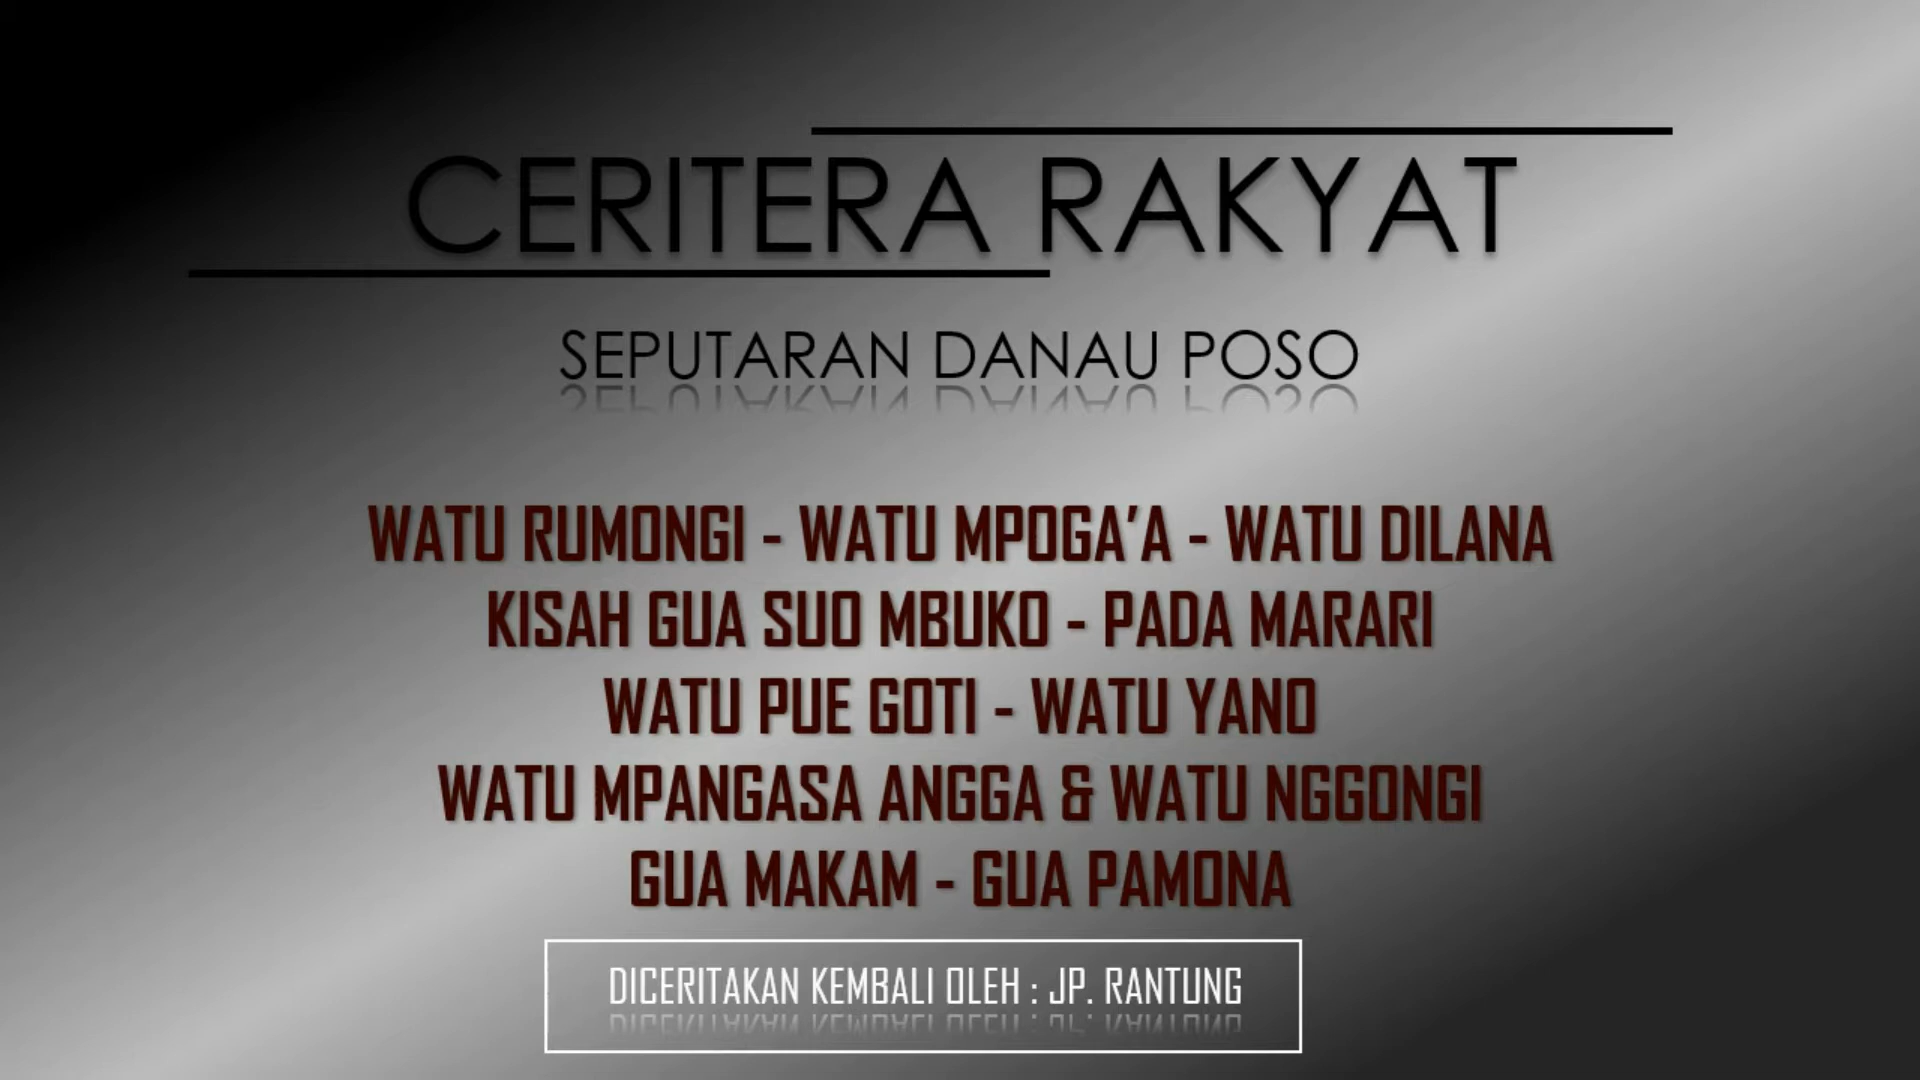 CERITERA RAKYAT
SEPUTARAN DANAU POSO
WATU RUMONGI - WATU MPOGA’A - WATU DILANA
KISAH GUA SUO MBUKO - PADA MARARI
WATU PUE GOTI - WATU YANO
WATU MPANGASA ANGGA & WATU NGGONGI
GUA MAKAM - GUA PAMONA
DICERITAKAN KEMBALI OLEH : JP. RANTUNG